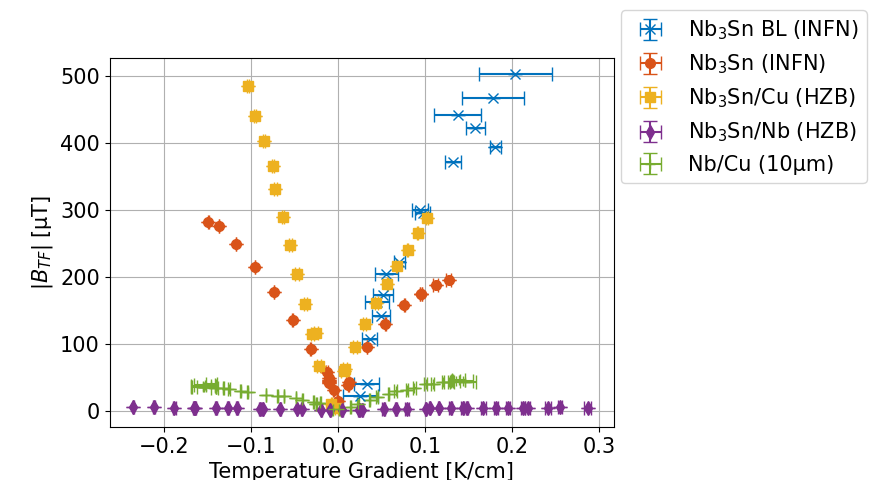 Nb₃Sn BL (INFN)
Nb₃Sn (INFN)
Nb₃Sn/Cu (HZB)
Nb₃Sn/Nb (HZB)
Nb/Cu (10μm)
|B_TF| [μT]
500
400
300
200
100
0
−0.2
−0.1
0.0
0.1
0.2
0.3
Temperature Gradient [K/cm]